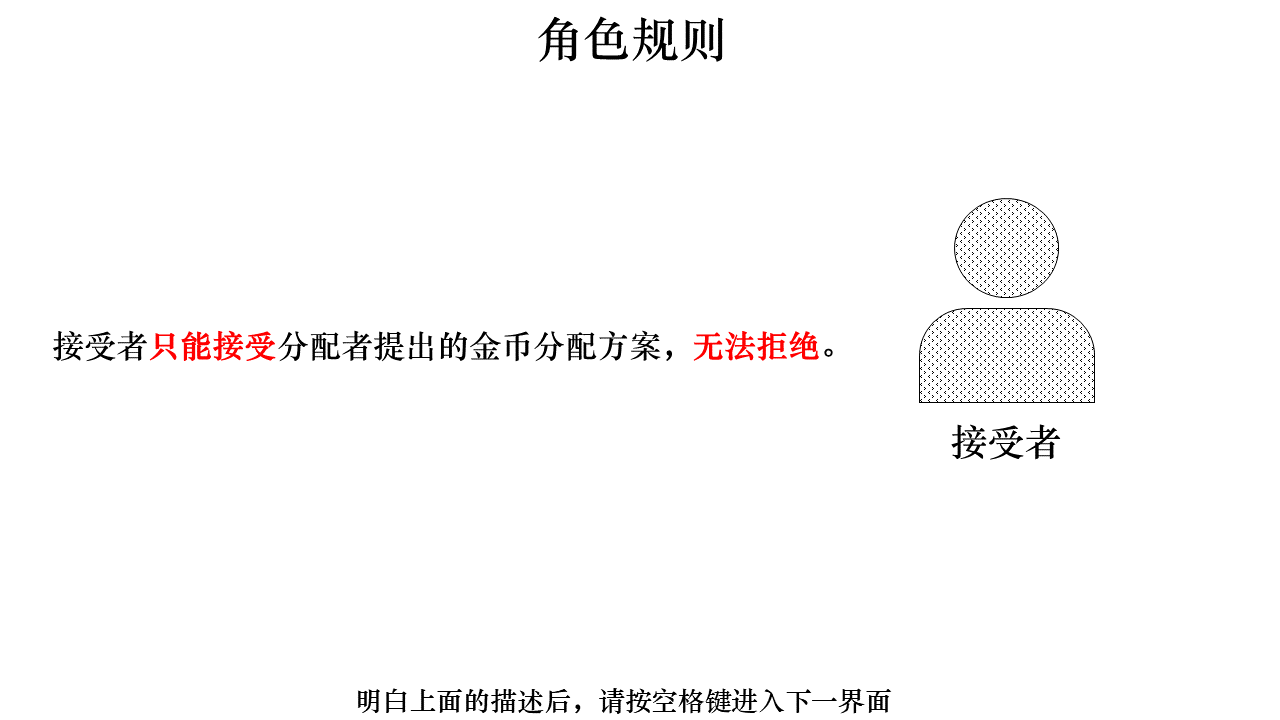 角色规则
接受者只能接受分配者提出的金币分配方案，无法拒绝。
接受者
明白上面的描述后，请按空格键进入下一界面